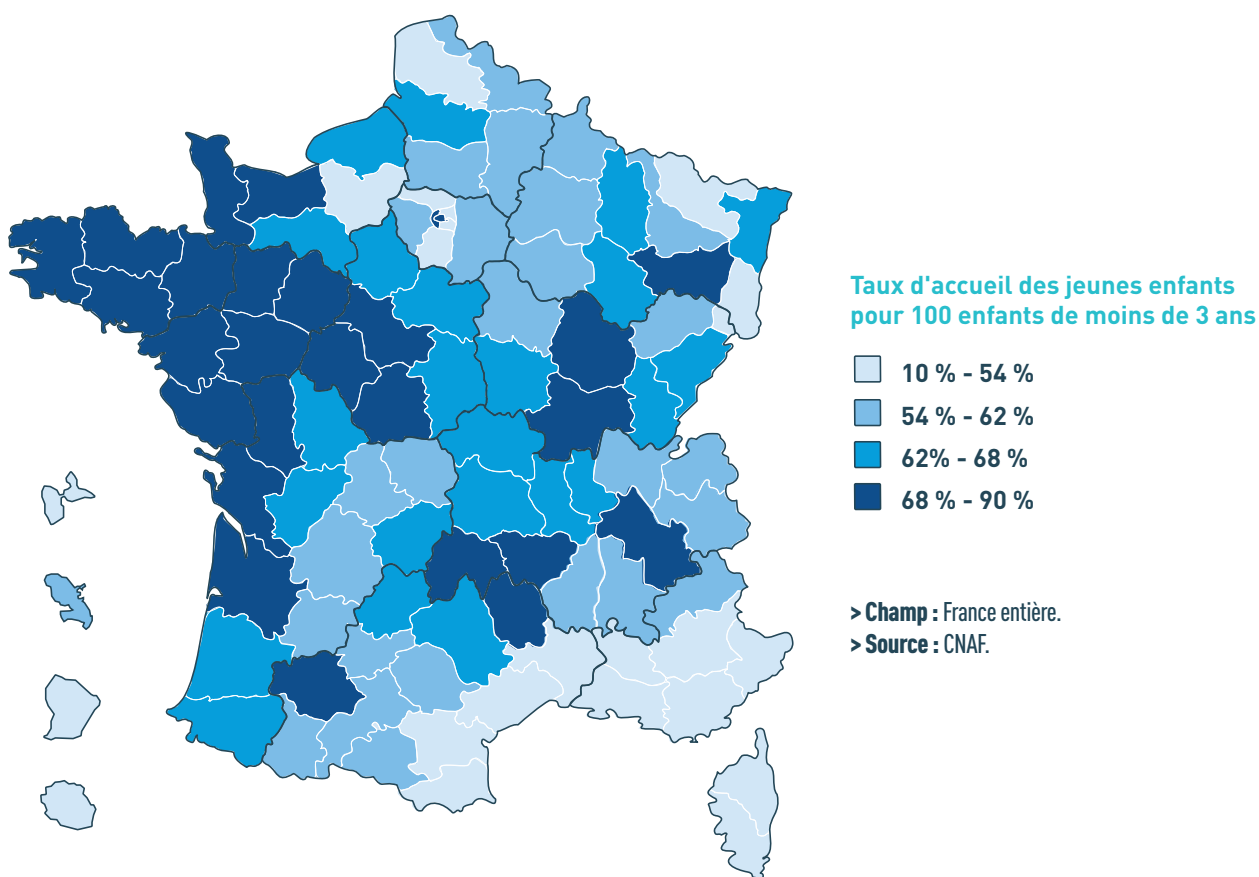 Taux d'accueil des jeunes enfants
pour 100 enfants de moins de 3 ans
10 % - 54 %
54 % - 62 %
62% - 68 %
68 % - 90 %
> Champ : France entière.
> Source : CNAF.